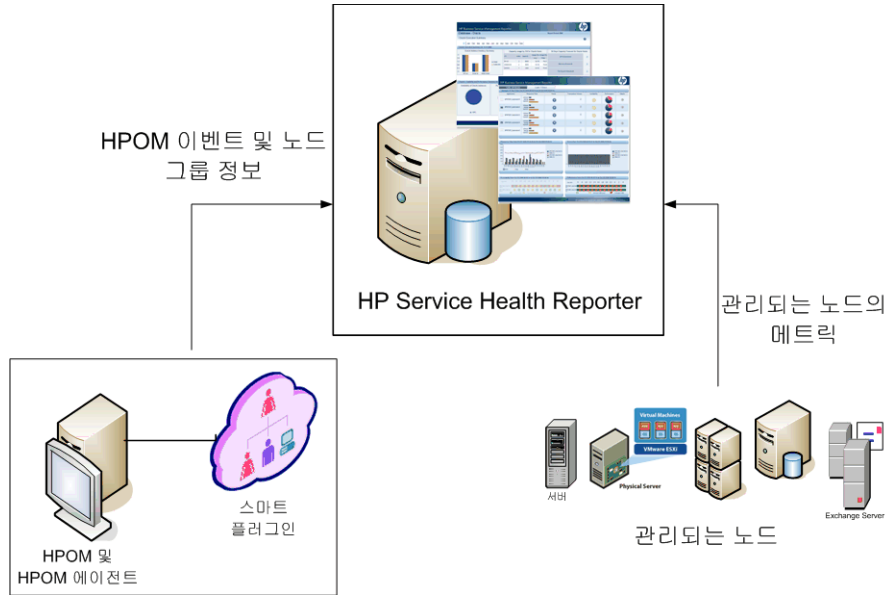 HPOM 이벤트 및 노드
그룹 정보
HP Service Health Reporter
관리되는 노드의
메트릭
HPOM 및
HPOM 에이전트
스마트
플러그인
서버
Virtual Machines
VMware ESXi
Physical Server
Exchange Server
관리되는 노드